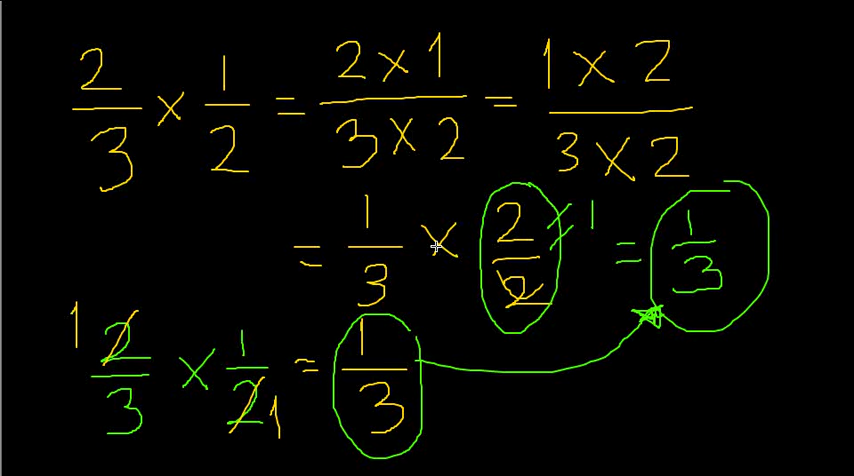 2/3 × 1/2 = (2 × 1)/(3 × 2) = (1 × 2)/(3 × 2)
= 1/3 × 2/2 = 1 = 1/3
1 2/3 × 1/2 1 = 1/3